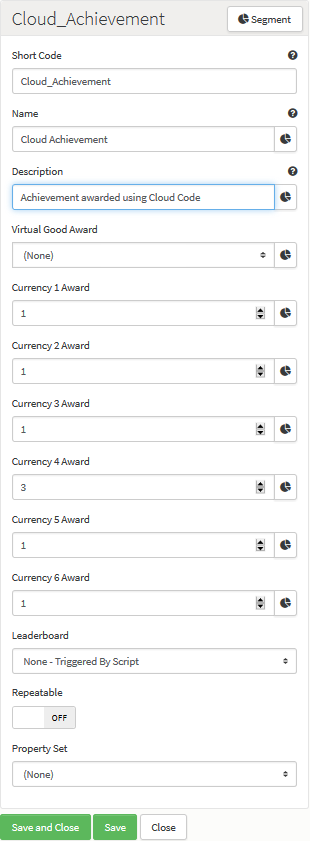 Cloud_Achievement
Segment
Short Code
Cloud_Achievement
Name
Cloud Achievement
Description
Achievement awarded using Cloud Code
Virtual Good Award
(None)
Currency 1 Award
1
Currency 2 Award
1
Currency 3 Award
1
Currency 4 Award
3
Currency 5 Award
1
Currency 6 Award
1
Leaderboard
None - Triggered By Script
Repeatable
OFF
Property Set
(None)
Save and Close
Save
Close